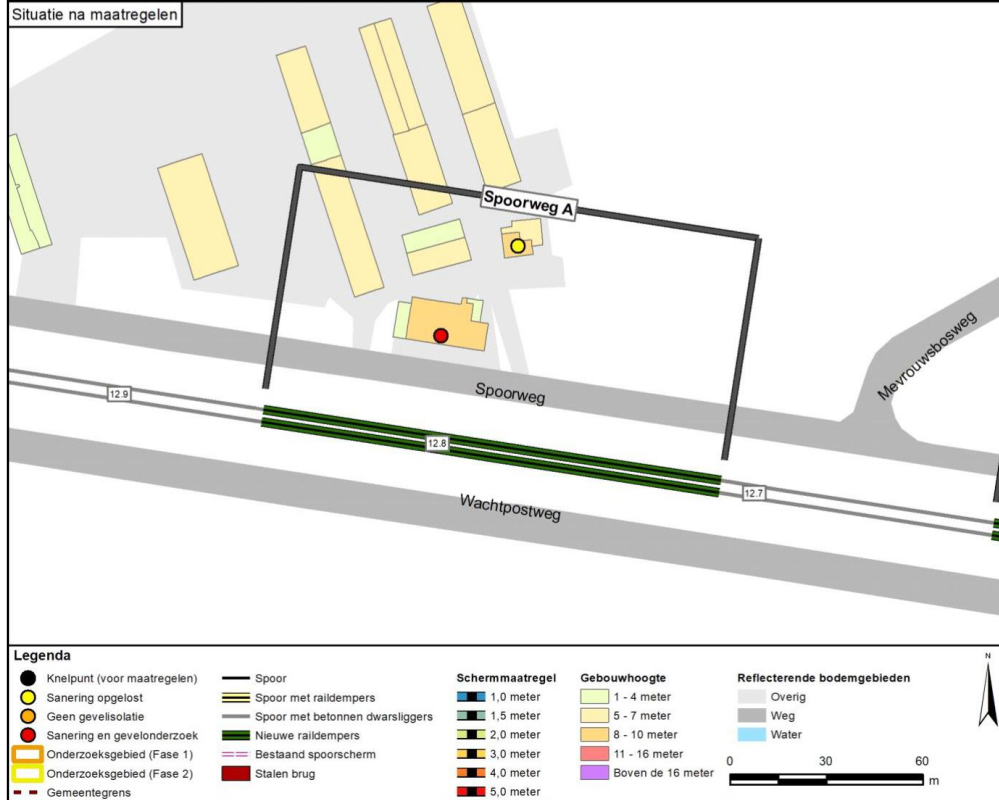 Situatie na maatregelen
Spoorweg A
Mevrouwsbosweg
Spoorweg
12.9
12.8
12.7
Wachtpostweg
Legenda
Knelpunt (voor maatregelen)
Sanering opgelost
Geen gevelisolatie
Sanering en gevelonderzoek
Onderzoeksgebied (Fase 1)
Onderzoeksgebied (Fase 2)
Gemeentegrens
Spoor
Spoor met raildempers
Spoor met betonnen dwarsliggers
Nieuwe raildempers
Bestaand spoorscherm
Stalen brug
Schermmaatregel
1,0 meter
1,5 meter
2,0 meter
3,0 meter
4,0 meter
5,0 meter
Gebouwhoogte
1 - 4 meter
5 - 7 meter
8 - 10 meter
11 - 16 meter
Boven de 16 meter
Reflecterende bodemgebieden
Overig
Weg
Water
N
0 30 60
m